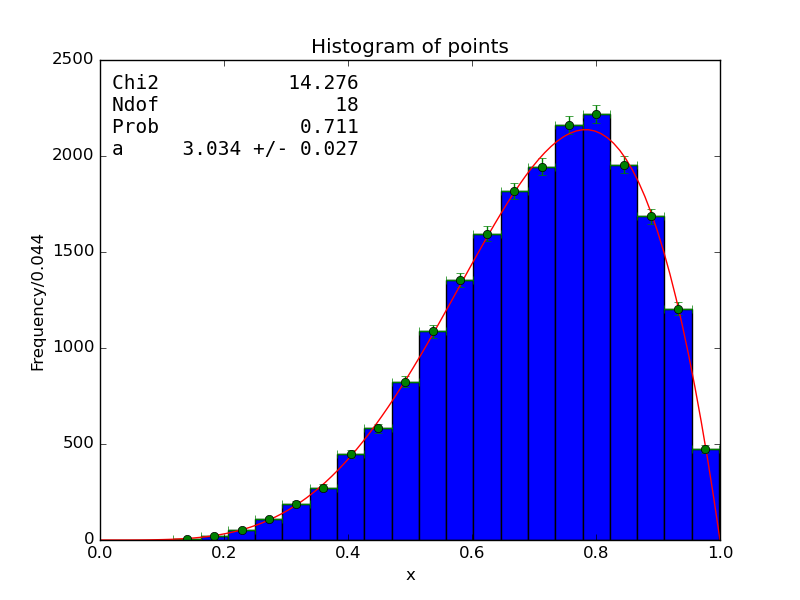 Histogram of points
Chi2 14.276
Ndof 18
Prob 0.711
a 3.034 +/- 0.027
2500
2000
1500
1000
500
0
Frequency/0.044
0.0 0.2 0.4 0.6 0.8 1.0
x